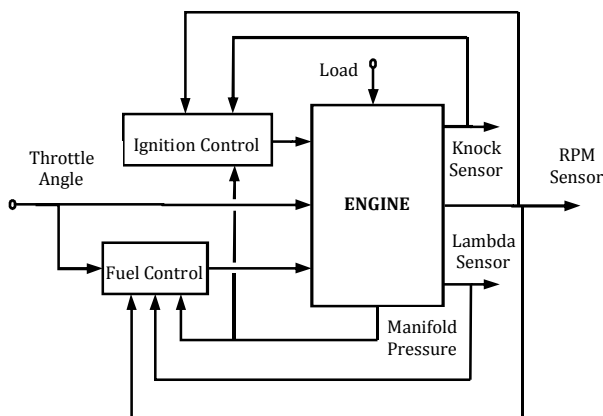 Load
Ignition Control
Knock
Sensor
RPM
Sensor
Throttle
Angle
ENGINE
Lambda
Sensor
Fuel Control
Manifold
Pressure